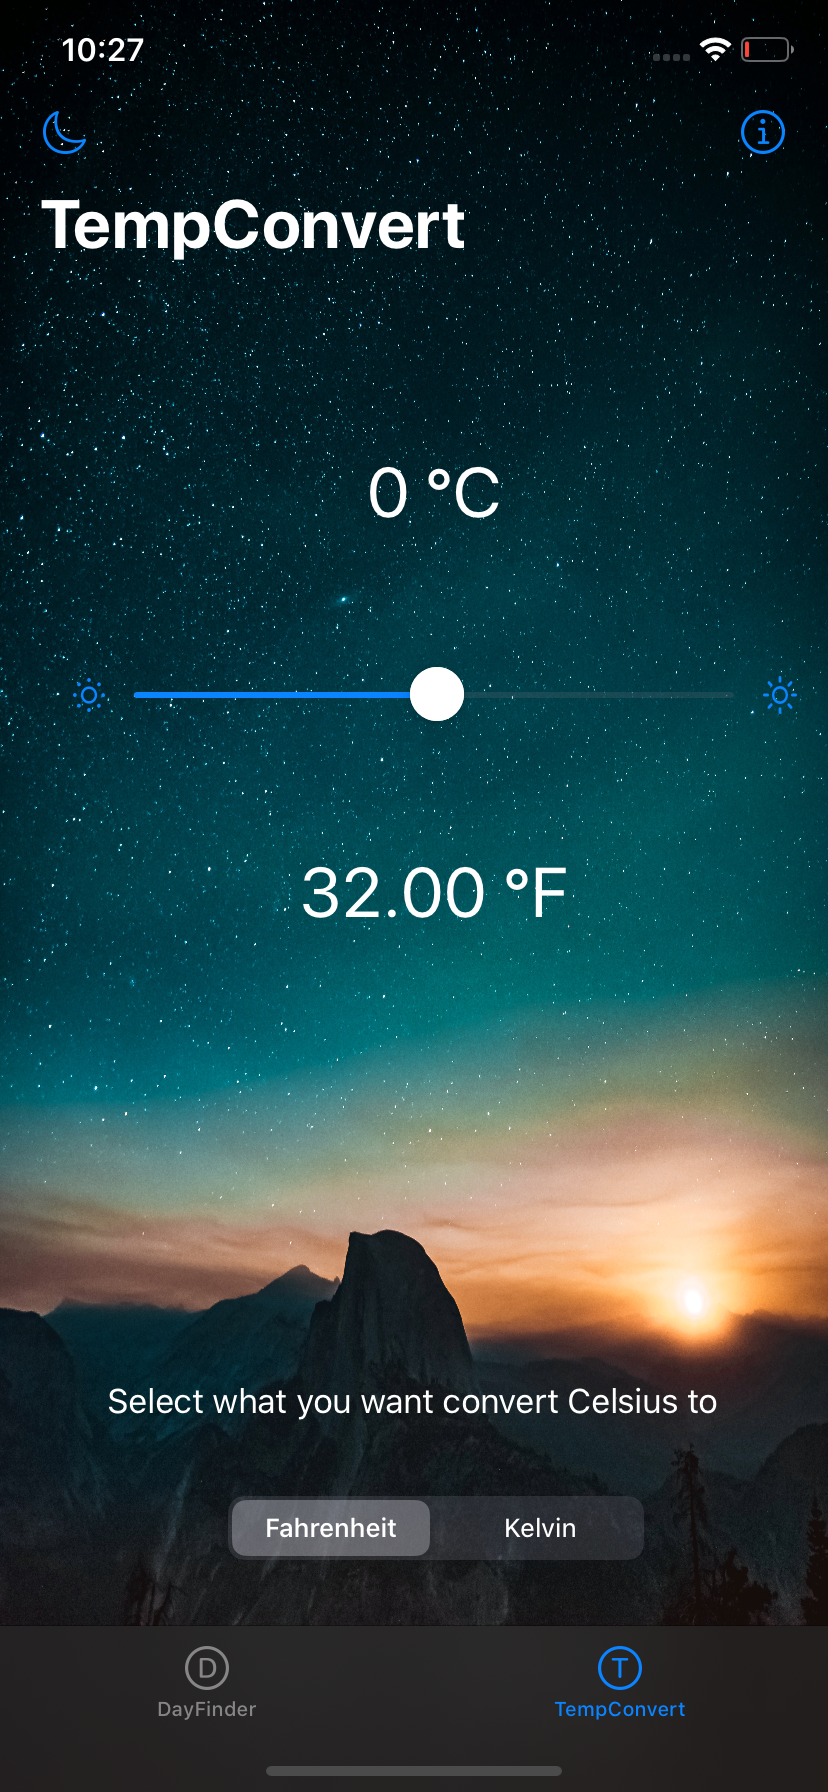 10:27
TempConvert
0 °C
32.00 °F
Select what you want convert Celsius to
Fahrenheit Kelvin
D T
DayFinder TempConvert